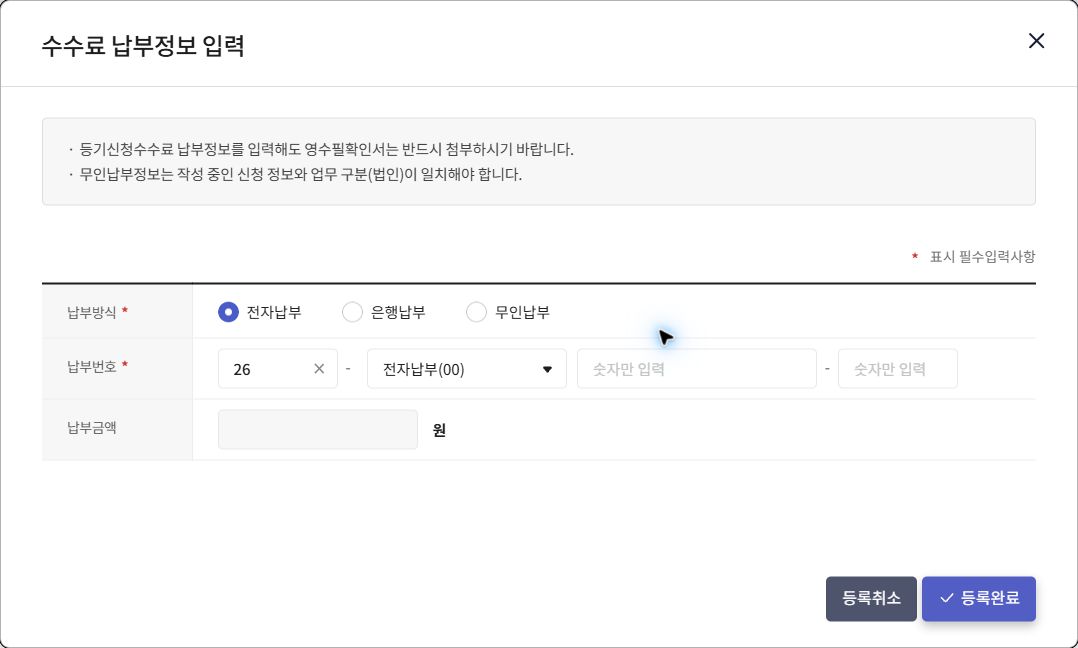 수수료 납부정보 입력
· 등기신청수수료 납부정보를 입력해도 영수필확인서는 반드시 첨부하시기 바랍니다.
· 무인납부정보는 작성 중인 신청 정보와 업무 구분(법인)이 일치해야 합니다.
* 표시 필수입력사항
납부방식 * 전자납부 은행납부 무인납부
납부번호 * 26 - 전자납부(00) 숫자만 입력 - 숫자만 입력
납부금액 원
등록취소 등록완료